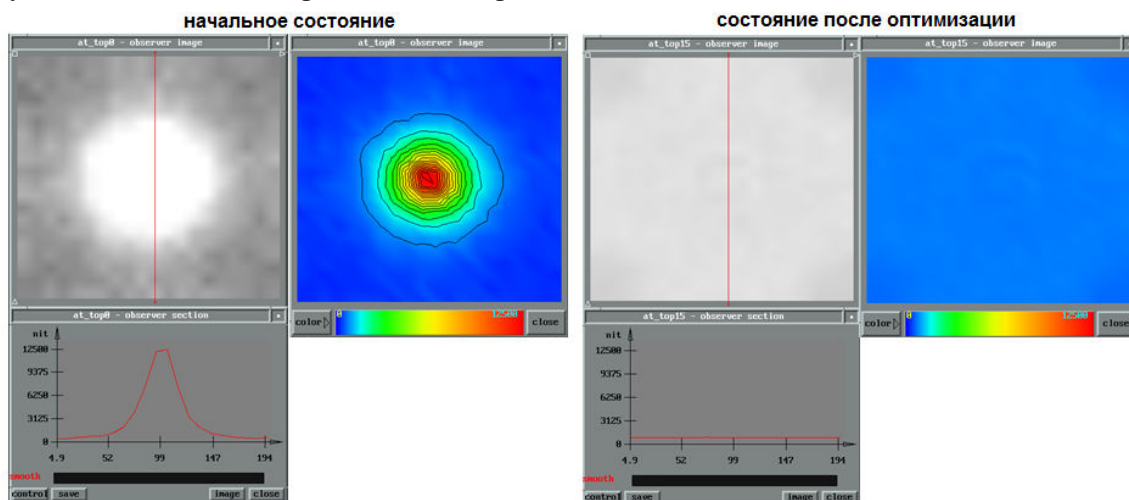 начальное состояние
состояние после оптимизации
at_top0 - observer image
at_top0 - observer image
at_top15 - observer image
at_top15 - observer image
color
0
12500
close
color
0
12500
close
at_top0 - observer section
nit
12500
9375
6250
3125
0
4.9 52 99 147 194
smooth
control save image close
at_top15 - observer section
nit
12500
9375
6250
3125
0
4.9 52 99 147 194
smooth
control save image close